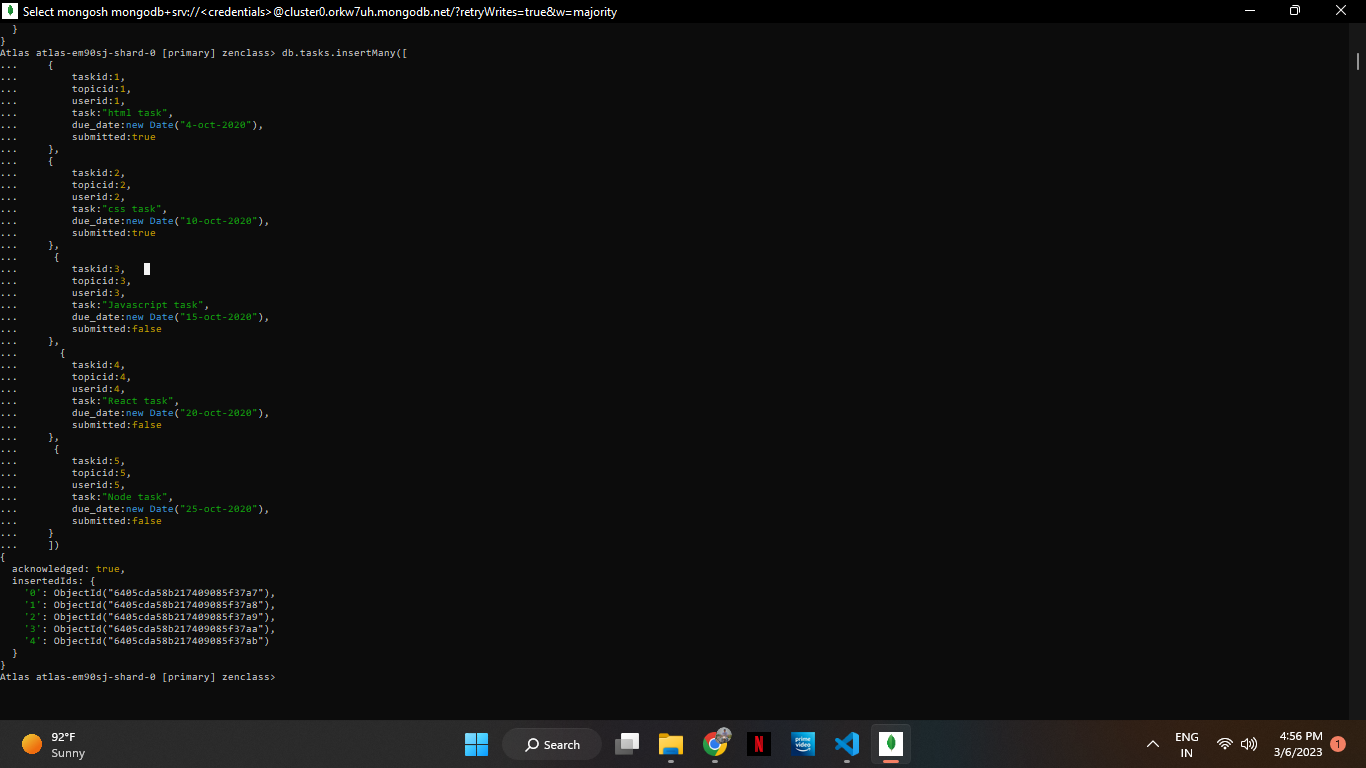 Select mongosh mongodb+srv://<credentials>@cluster0.orkw7uh.mongodb.net/?retryWrites=true&w=majority
  }
}
Atlas atlas-em90sj-shard-0 [primary] zenclass> db.tasks.insertMany([
...     {
...         taskid:1,
...         topicid:1,
...         userid:1,
...         task:"html task",
...         due_date:new Date("4-oct-2020"),
...         submitted:true
...     },
...     {
...         taskid:2,
...         topicid:2,
...         userid:2,
...         task:"css task",
...         due_date:new Date("10-oct-2020"),
...         submitted:true
...     },
...      {
...         taskid:3,
...         topicid:3,
...         userid:3,
...         task:"Javascript task",
...         due_date:new Date("15-oct-2020"),
...         submitted:false
...     },
...       {
...         taskid:4,
...         topicid:4,
...         userid:4,
...         task:"React task",
...         due_date:new Date("20-oct-2020"),
...         submitted:false
...     },
...      {
...         taskid:5,
...         topicid:5,
...         userid:5,
...         task:"Node task",
...         due_date:new Date("25-oct-2020"),
...         submitted:false
...     }
...     ])
{
  acknowledged: true,
  insertedIds: {
    '0': ObjectId("6405cda58b217409085f37a7"),
    '1': ObjectId("6405cda58b217409085f37a8"),
    '2': ObjectId("6405cda58b217409085f37a9"),
    '3': ObjectId("6405cda58b217409085f37aa"),
    '4': ObjectId("6405cda58b217409085f37ab")
  }
}
Atlas atlas-em90sj-shard-0 [primary] zenclass>
92°F
Sunny
Search
N
prime video
ENG
IN
4:56 PM
3/6/2023
1